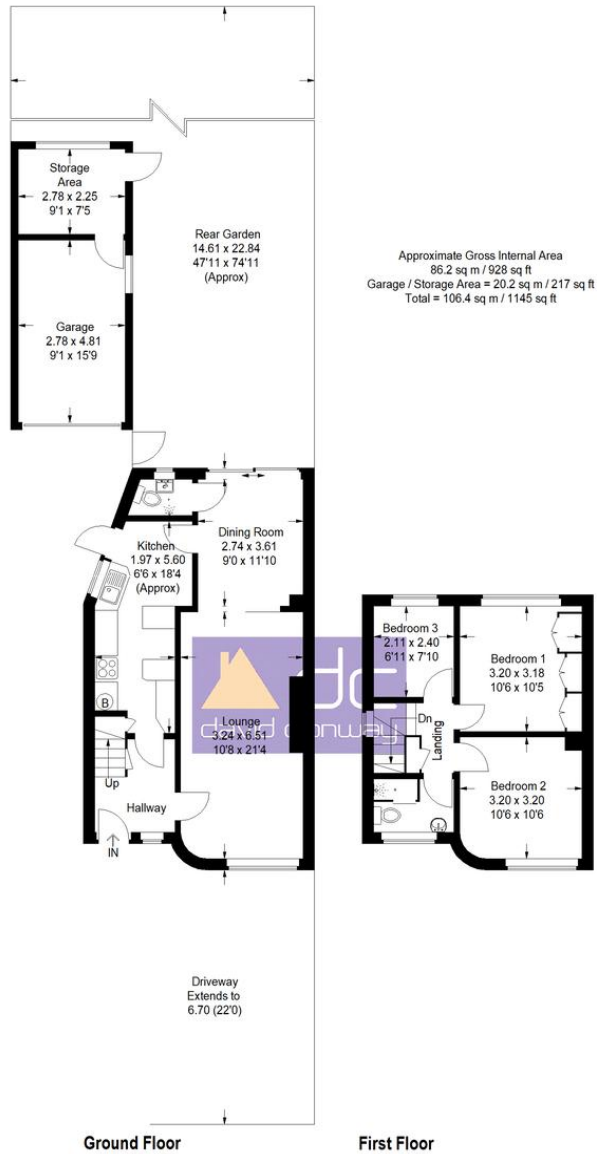 Storage
Area
2.78 x 2.25
9'1 x 7'5
Rear Garden
14.61 x 22.84
47'11 x 74'11
(Approx)
Approximate Gross Internal Area
86.2 sq m / 928 sq ft
Garage / Storage Area = 20.2 sq m / 217 sq ft
Total = 106.4 sq m / 1145 sq ft
Garage
2.78 x 4.81
9'1 x 15'9
Kitchen
1.97 x 5.60
6'6 x 18'4
(Approx)
Dining Room
2.74 x 3.61
9'0 x 11'10
B
dc
david conway
Lounge
3.24 x 6.51
10'8 x 21'4
Up
Hallway
IN
Bedroom 3
2.11 x 2.40
6'11 x 7'10
Bedroom 1
3.20 x 3.18
10'6 x 10'5
Dn
Landing
Bedroom 2
3.20 x 3.20
10'6 x 10'6
Driveway
Extends to
6.70 (22'0)
Ground Floor
First Floor